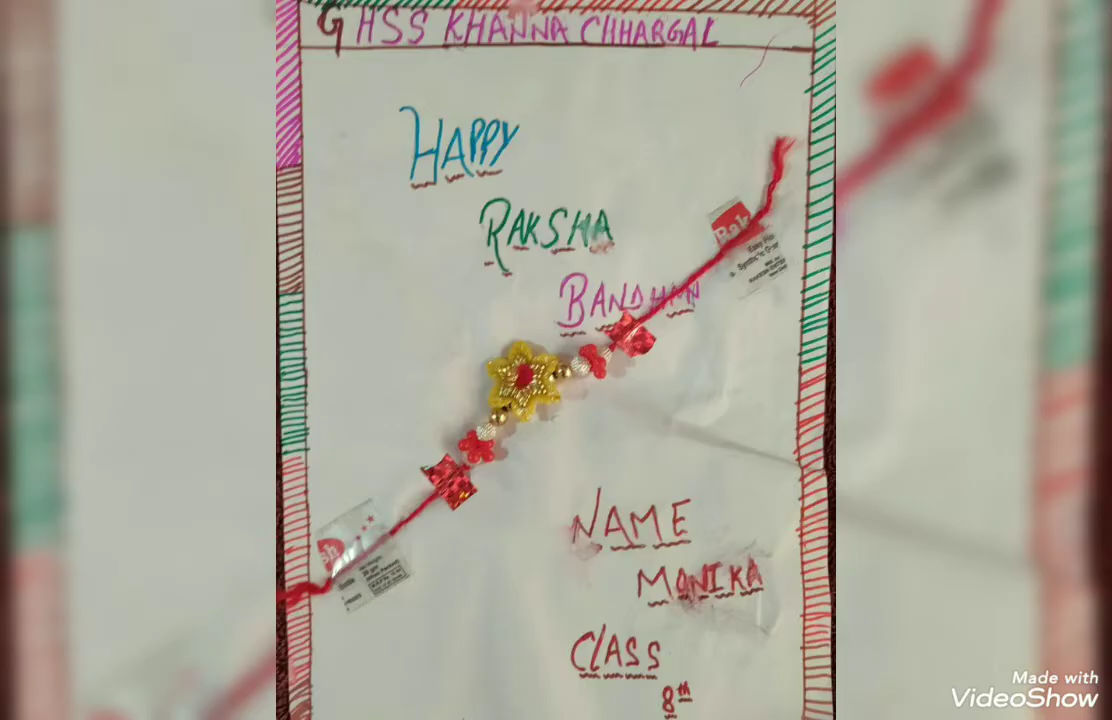 GHSS KHANNA CHHARGAL
HAPPY
RAKSHA
BANDHAN
NAME
MONIKA
CLASS
8th
Made with
VideoShow